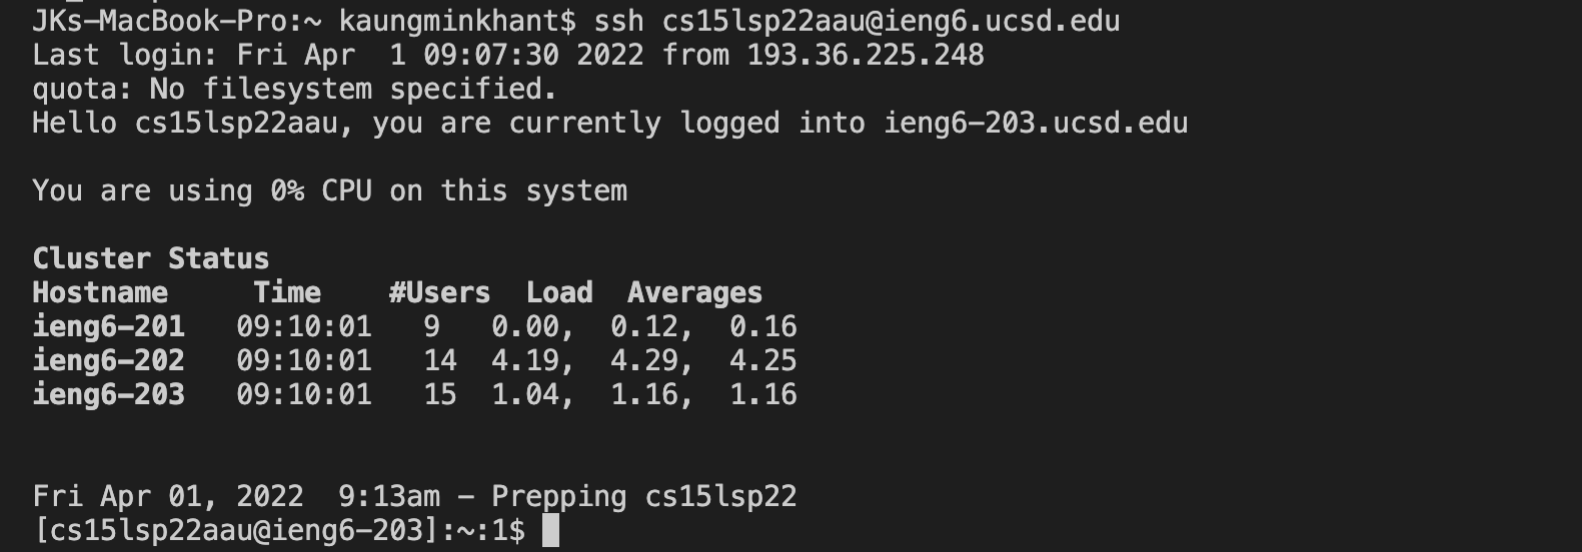 JKs-MacBook-Pro:~ kaungminkhant$ ssh cs15lsp22aau@ieng6.ucsd.edu
Last login: Fri Apr  1 09:07:30 2022 from 193.36.225.248
quota: No filesystem specified.
Hello cs15lsp22aau, you are currently logged into ieng6-203.ucsd.edu
You are using 0% CPU on this system
Cluster Status
Hostname     Time    #Users  Load  Averages
ieng6-201   09:10:01   9   0.00,  0.12,  0.16
ieng6-202   09:10:01   14  4.19,  4.29,  4.25
ieng6-203   09:10:01   15  1.04,  1.16,  1.16
Fri Apr 01, 2022  9:13am - Prepping cs15lsp22
[cs15lsp22aau@ieng6-203]:~:1$